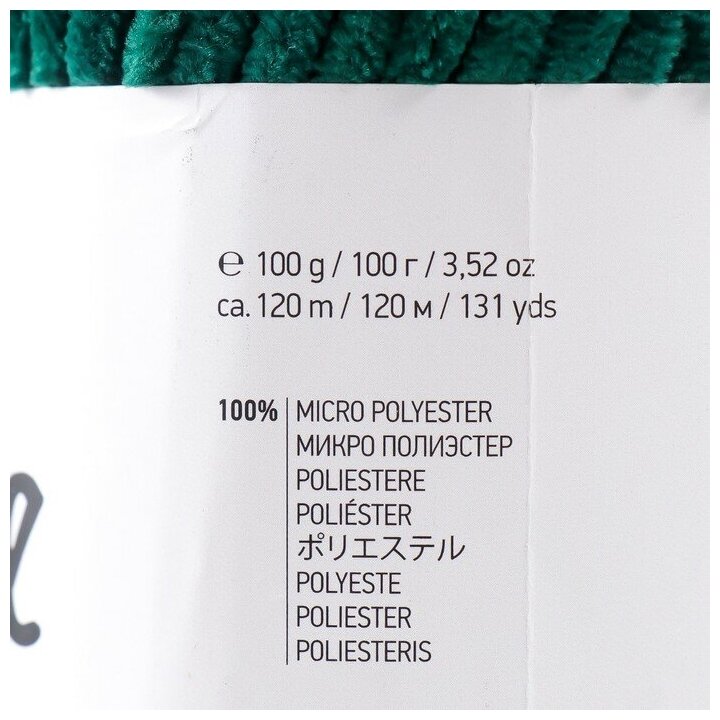 ℮ 100 g / 100 г / 3,52 oz
ca. 120 m / 120 м / 131 yds
100% MICRO POLYESTER
МИКРО ПОЛИЭСТЕР
POLIESTERE
POLIÉSTER
ポリエステル
POLYESTE
POLIESTER
POLIESTERIS